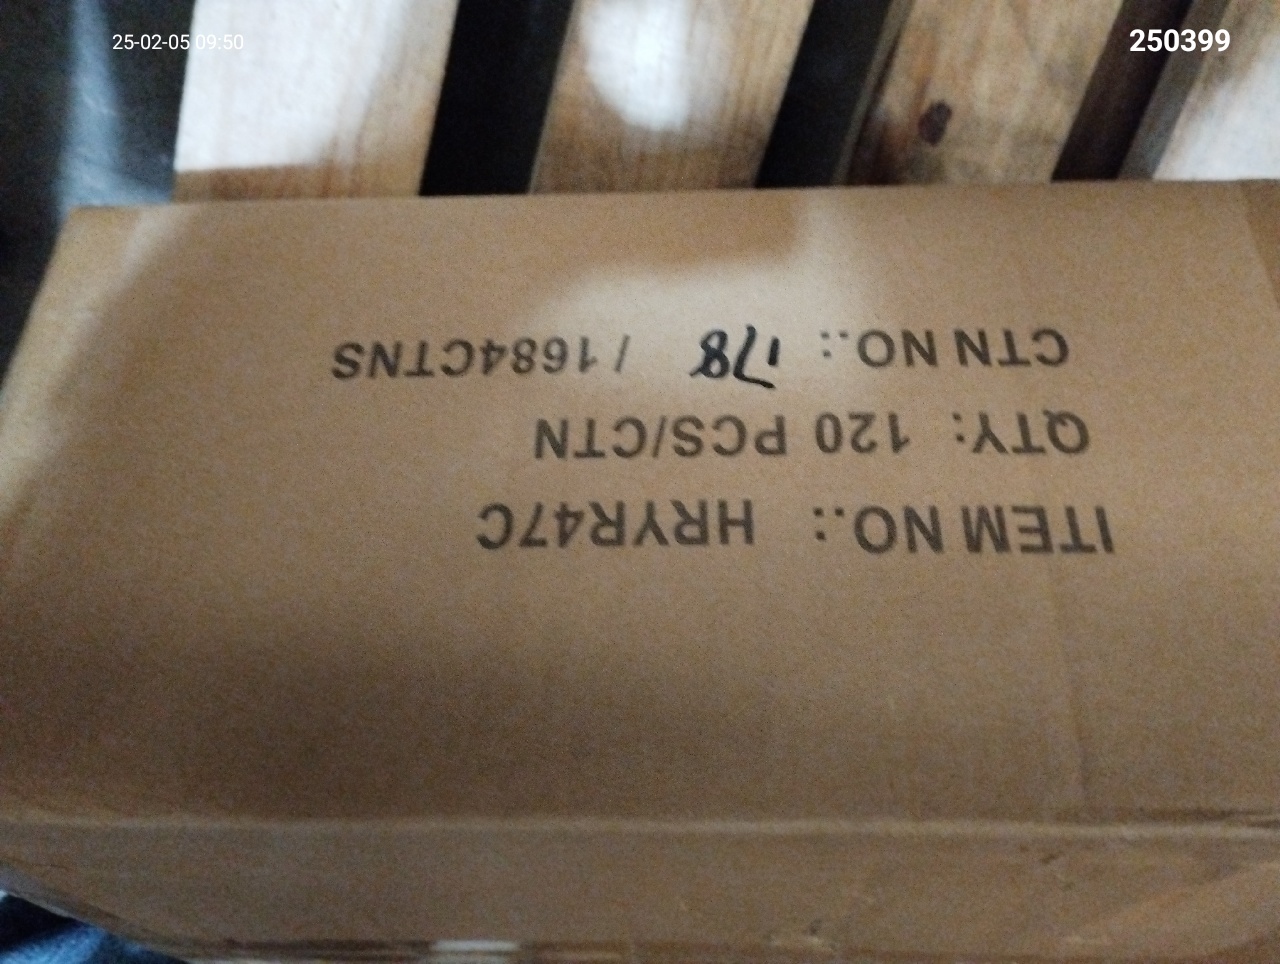 25-02-05 09:50
250399
ITEM NO.: HRYR47C
QTY: 120 PCS/CTN
CTN NO.: 178 / 1684CTNS